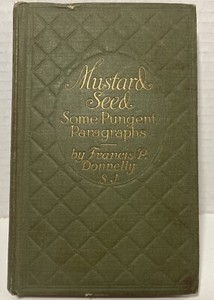 Mustard
Seed
Some Pungent
Paragraphs
by Francis P.
Donnelly
S J